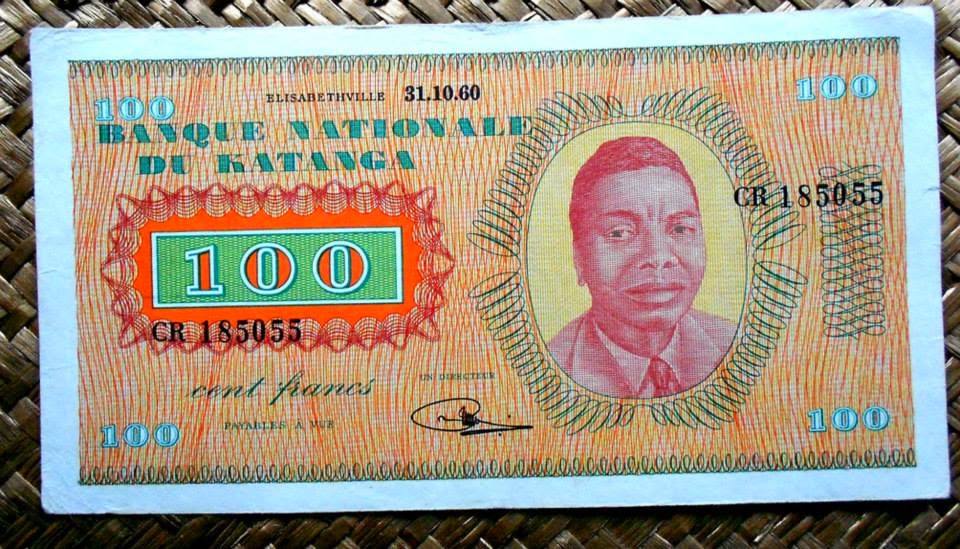 100
ELISABETHVILLE 31.10.60
100
BANQUE NATIONALE
DU KATANGA
CR 185055
100
CR 185055
cent francs
UN DIRECTEUR
PAYABLES A VUE
100
100